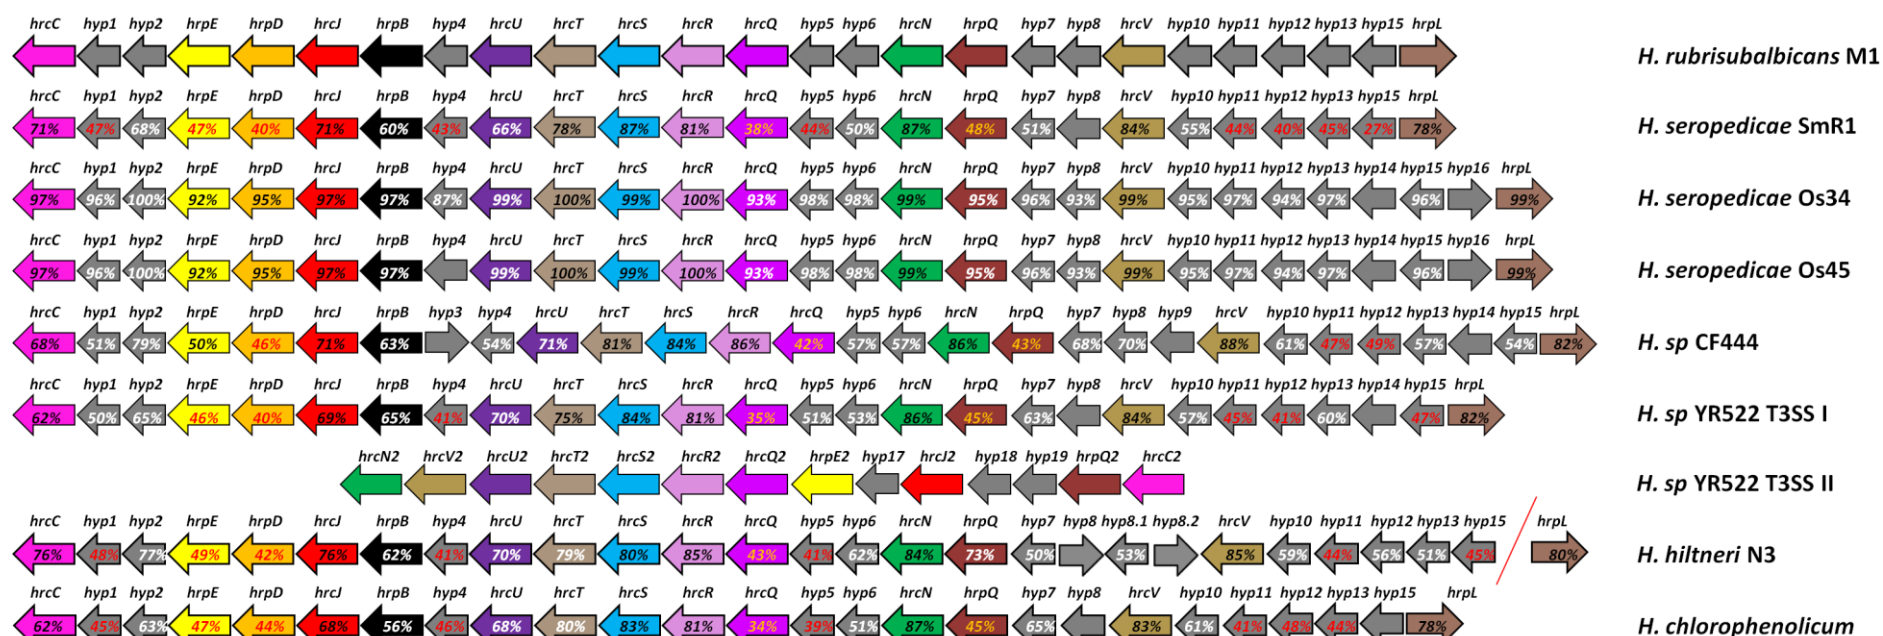 hrcC hyp1 hyp2 hrpE hrpD hrcJ hrpB hyp4 hrcU hrcT hrcS hrcR hrcQ hyp5 hyp6 hrcN hrpQ hyp7 hyp8 hrcV hyp10 hyp11 hyp12 hyp13 hyp15 hrpL
H. rubrisubalbicans M1
hrcC hyp1 hyp2 hrpE hrpD hrcJ hrpB hyp4 hrcU hrcT hrcS hrcR hrcQ hyp5 hyp6 hrcN hrpQ hyp7 hyp8 hrcV hyp10 hyp11 hyp12 hyp13 hyp15 hrpL
71% 47% 68% 47% 40% 71% 60% 43% 66% 78% 87% 81% 38% 44% 50% 87% 48% 51% 84% 55% 44% 40% 45% 27% 78% H. seropedicae SmR1
hrcC hyp1 hyp2 hrpE hrpD hrcJ hrpB hyp4 hrcU hrcT hrcS hrcR hrcQ hyp5 hyp6 hrcN hrpQ hyp7 hyp8 hrcV hyp10 hyp11 hyp12 hyp13 hyp14 hyp15 hyp16 hrpL
97% 96% 100% 92% 95% 97% 97% 87% 99% 100% 99% 100% 93% 98% 98% 99% 95% 96% 93% 99% 95% 97% 94% 97% 96% 99% H. seropedicae Os34
hrcC hyp1 hyp2 hrpE hrpD hrcJ hrpB hyp4 hrcU hrcT hrcS hrcR hrcQ hyp5 hyp6 hrcN hrpQ hyp7 hyp8 hrcV hyp10 hyp11 hyp12 hyp13 hyp14 hyp15 hyp16 hrpL
97% 96% 100% 92% 95% 97% 97% 99% 100% 99% 100% 93% 98% 98% 99% 95% 96% 93% 99% 95% 97% 94% 97% 96% 99% H. seropedicae Os45
hrcC hyp1 hyp2 hrpE hrpD hrcJ hrpB hyp3 hyp4 hrcU hrcT hrcS hrcR hrcQ hyp5 hyp6 hrcN hrpQ hyp7 hyp8 hyp9 hrcV hyp10 hyp11 hyp12 hyp13 hyp14 hyp15 hrpL
68% 51% 79% 50% 46% 71% 63% 54% 71% 81% 84% 86% 42% 57% 57% 86% 43% 68% 70% 88% 61% 47% 49% 57% 54% 82% H. sp CF444
hrcC hyp1 hyp2 hrpE hrpD hrcJ hrpB hyp4 hrcU hrcT hrcS hrcR hrcQ hyp5 hyp6 hrcN hrpQ hyp7 hyp8 hrcV hyp10 hyp11 hyp12 hyp13 hyp14 hyp15 hrpL
62% 50% 65% 46% 40% 69% 65% 41% 70% 75% 84% 81% 35% 51% 53% 86% 45% 63% 84% 57% 45% 41% 60% 47% 82% H. sp YR522 T3SS I
hrcN2 hrcV2 hrcU2 hrcT2 hrcS2 hrcR2 hrcQ2 hrpE2 hyp17 hrcJ2 hyp18 hyp19 hrpQ2 hrcC2
H. sp YR522 T3SS II
hrcC hyp1 hyp2 hrpE hrpD hrcJ hrpB hyp4 hrcU hrcT hrcS hrcR hrcQ hyp5 hyp6 hrcN hrpQ hyp7 hyp8 hyp8.1 hyp8.2 hrcV hyp10 hyp11 hyp12 hyp13 hyp15 hrpL
76% 48% 77% 49% 42% 76% 62% 41% 70% 79% 80% 85% 43% 41% 62% 84% 73% 50% 53% 85% 59% 44% 56% 51% 45% 80% H. hiltneri N3
hrcC hyp1 hyp2 hrpE hrpD hrcJ hrpB hyp4 hrcU hrcT hrcS hrcR hrcQ hyp5 hyp6 hrcN hrpQ hyp7 hyp8 hrcV hyp10 hyp11 hyp12 hyp13 hyp15 hrpL
62% 45% 63% 47% 44% 68% 56% 46% 68% 80% 83% 81% 34% 39% 51% 87% 45% 65% 83% 61% 41% 48% 44% 78% H. chlorophenolicum